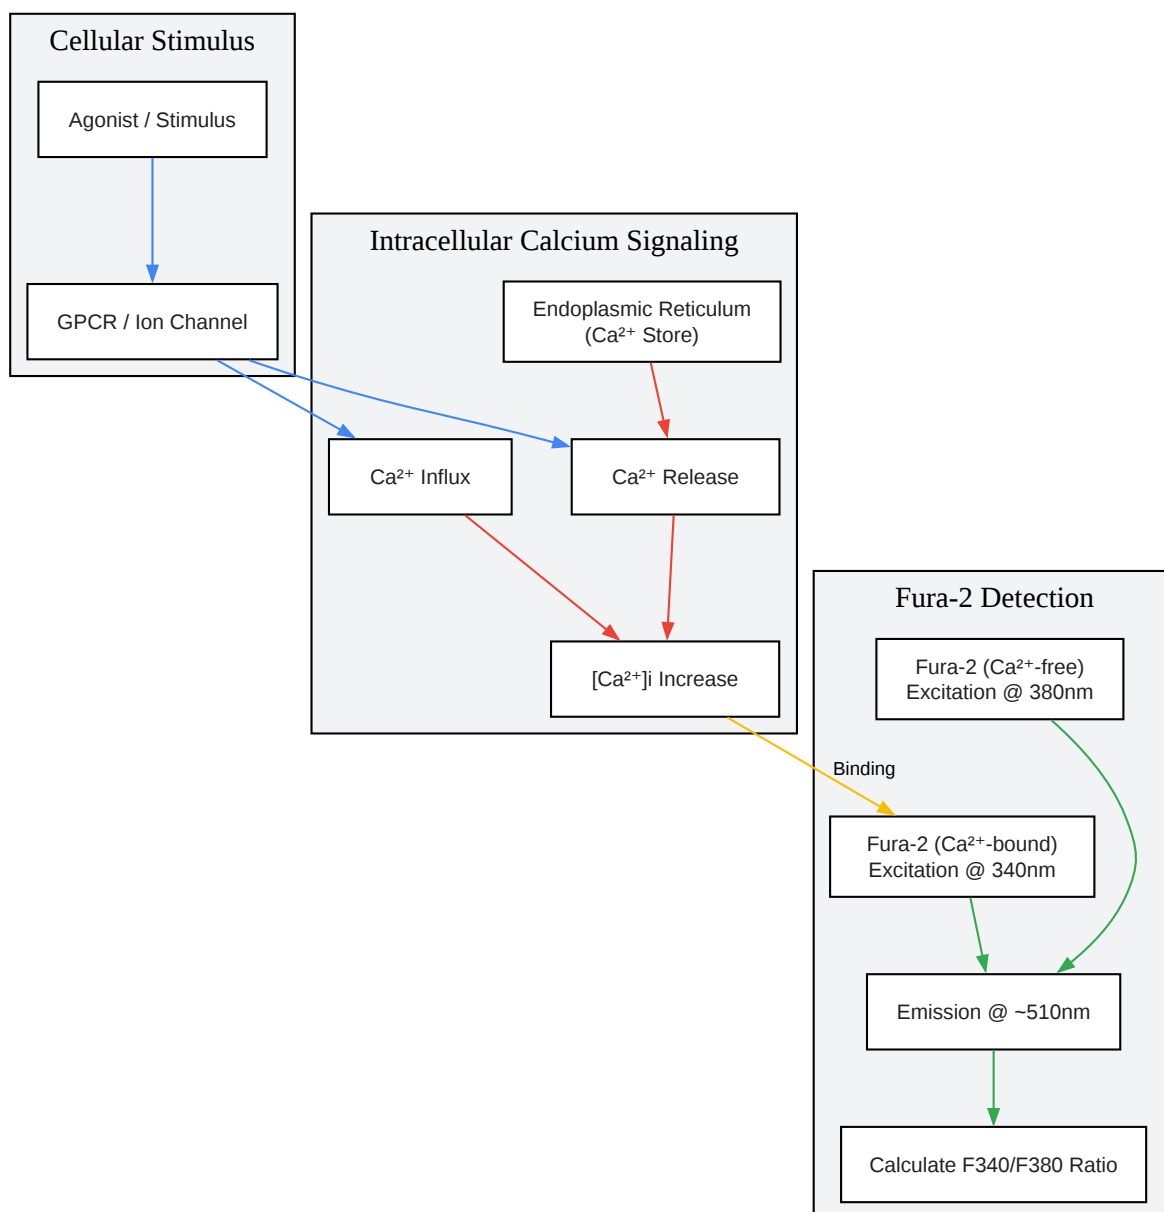 Cellular Stimulus
Agonist / Stimulus
GPCR / Ion Channel
Intracellular Calcium Signaling
Endoplasmic Reticulum
(Ca²⁺ Store)
Ca²⁺ Influx
Ca²⁺ Release
[Ca²⁺]i Increase
Fura-2 Detection
Fura-2 (Ca²⁺-free)
Excitation @ 380nm
Binding
Fura-2 (Ca²⁺-bound)
Excitation @ 340nm
Emission @ ~510nm
Calculate F340/F380 Ratio